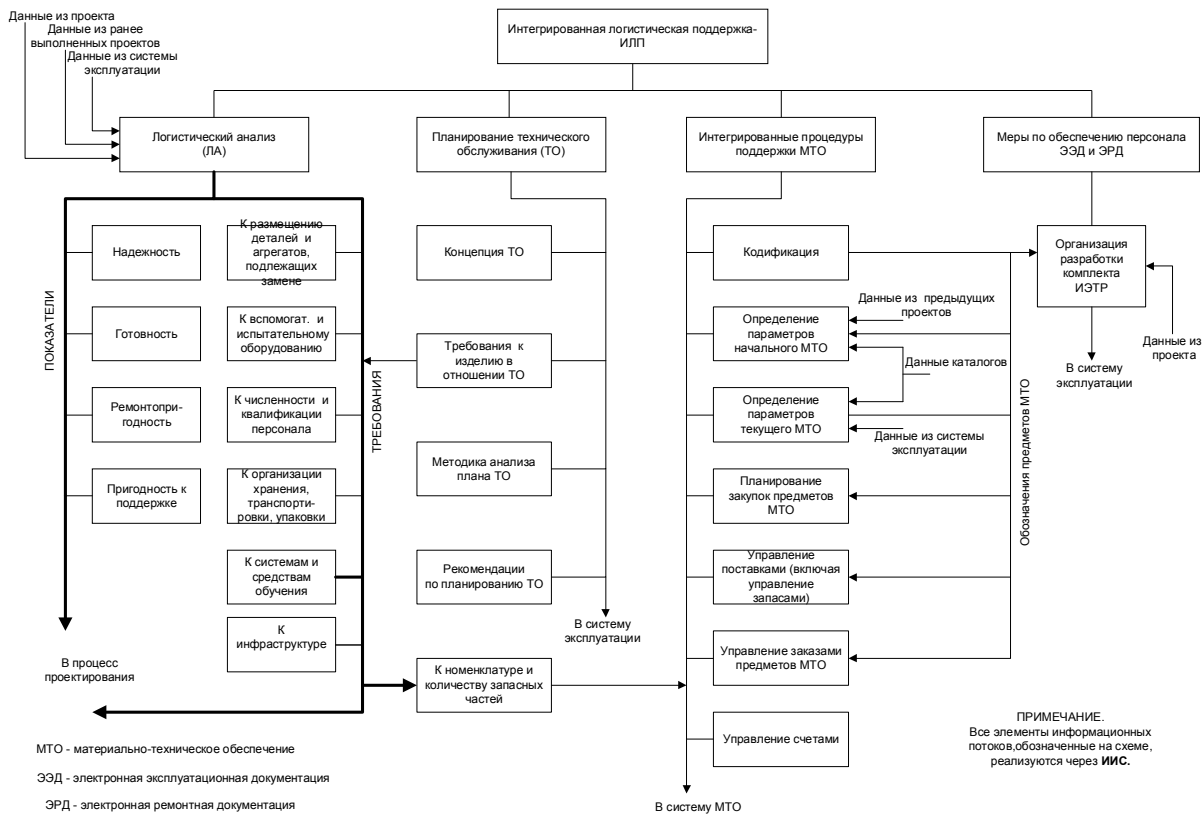 Данные из проекта
Данные из ранее
выполненных проектов
Данные из системы
эксплуатации
Интегрированная логистическая поддержка-
ИЛП
Логистический анализ
(ЛА)
Планирование технического
обслуживания (ТО)
Интегрированные процедуры
поддержки МТО
Меры по обеспечению персонала
ЭЭД и ЭРД
ПОКАЗАТЕЛИ
Надежность
Готовность
Ремонтопри-
годность
Пригодность к
поддержке
В процесс
проектирования
К размещению
деталей и
агрегатов,
подлежащих
замене
К вспомогат. и
испытательному
оборудованию
К численности и
квалификации
персонала
К организации
хранения,
транспорти-
ровки, упаковки
К системам и
средствам
обучения
К
инфраструктуре
ТРЕБОВАНИЯ
Концепция ТО
Требования к
изделию в
отношении ТО
Методика анализа
плана ТО
Рекомендации
по планированию ТО
В систему
эксплуатации
К номенклатуре и
количеству запасных
частей
Кодификация
Определение
параметров
начального МТО
Определение
параметров
текущего МТО
Планирование
закупок предметов
МТО
Управление
поставками (включая
управление
запасами)
Управление заказами
предметов МТО
Управление счетами
В систему МТО
Данные из предыдущих
проектов
Данные каталогов
Данные из системы
эксплуатации
Обозначения предметов МТО
Организация
разработки
комплекта
ИЭТР
В систему
эксплуатации
Данные из
проекта
МТО - материально-техническое обеспечение
ЭЭД - электронная эксплуатационная документация
ЭРД - электронная ремонтная документация
ПРИМЕЧАНИЕ.
Все элементы информационных
потоков,обозначенные на схеме,
реализуются через ИИС.